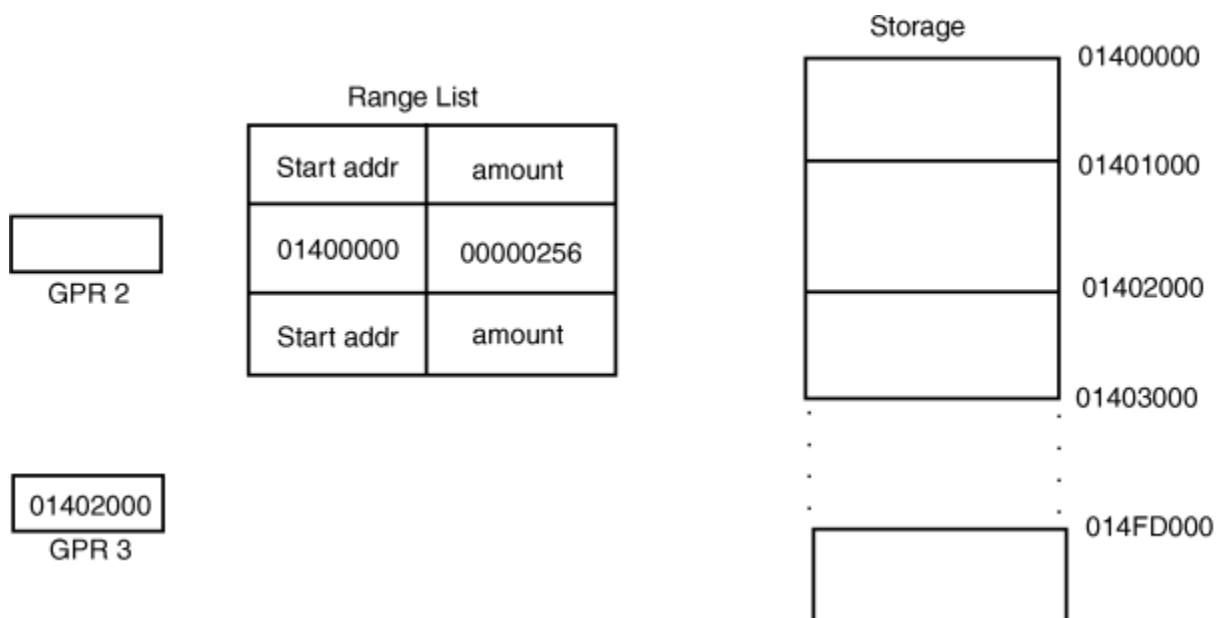 Storage
01400000
Range List
Start addr amount
01401000
01400000 00000256
GPR 2
01402000
Start addr amount
01403000
01402000
GPR 3
014FD000